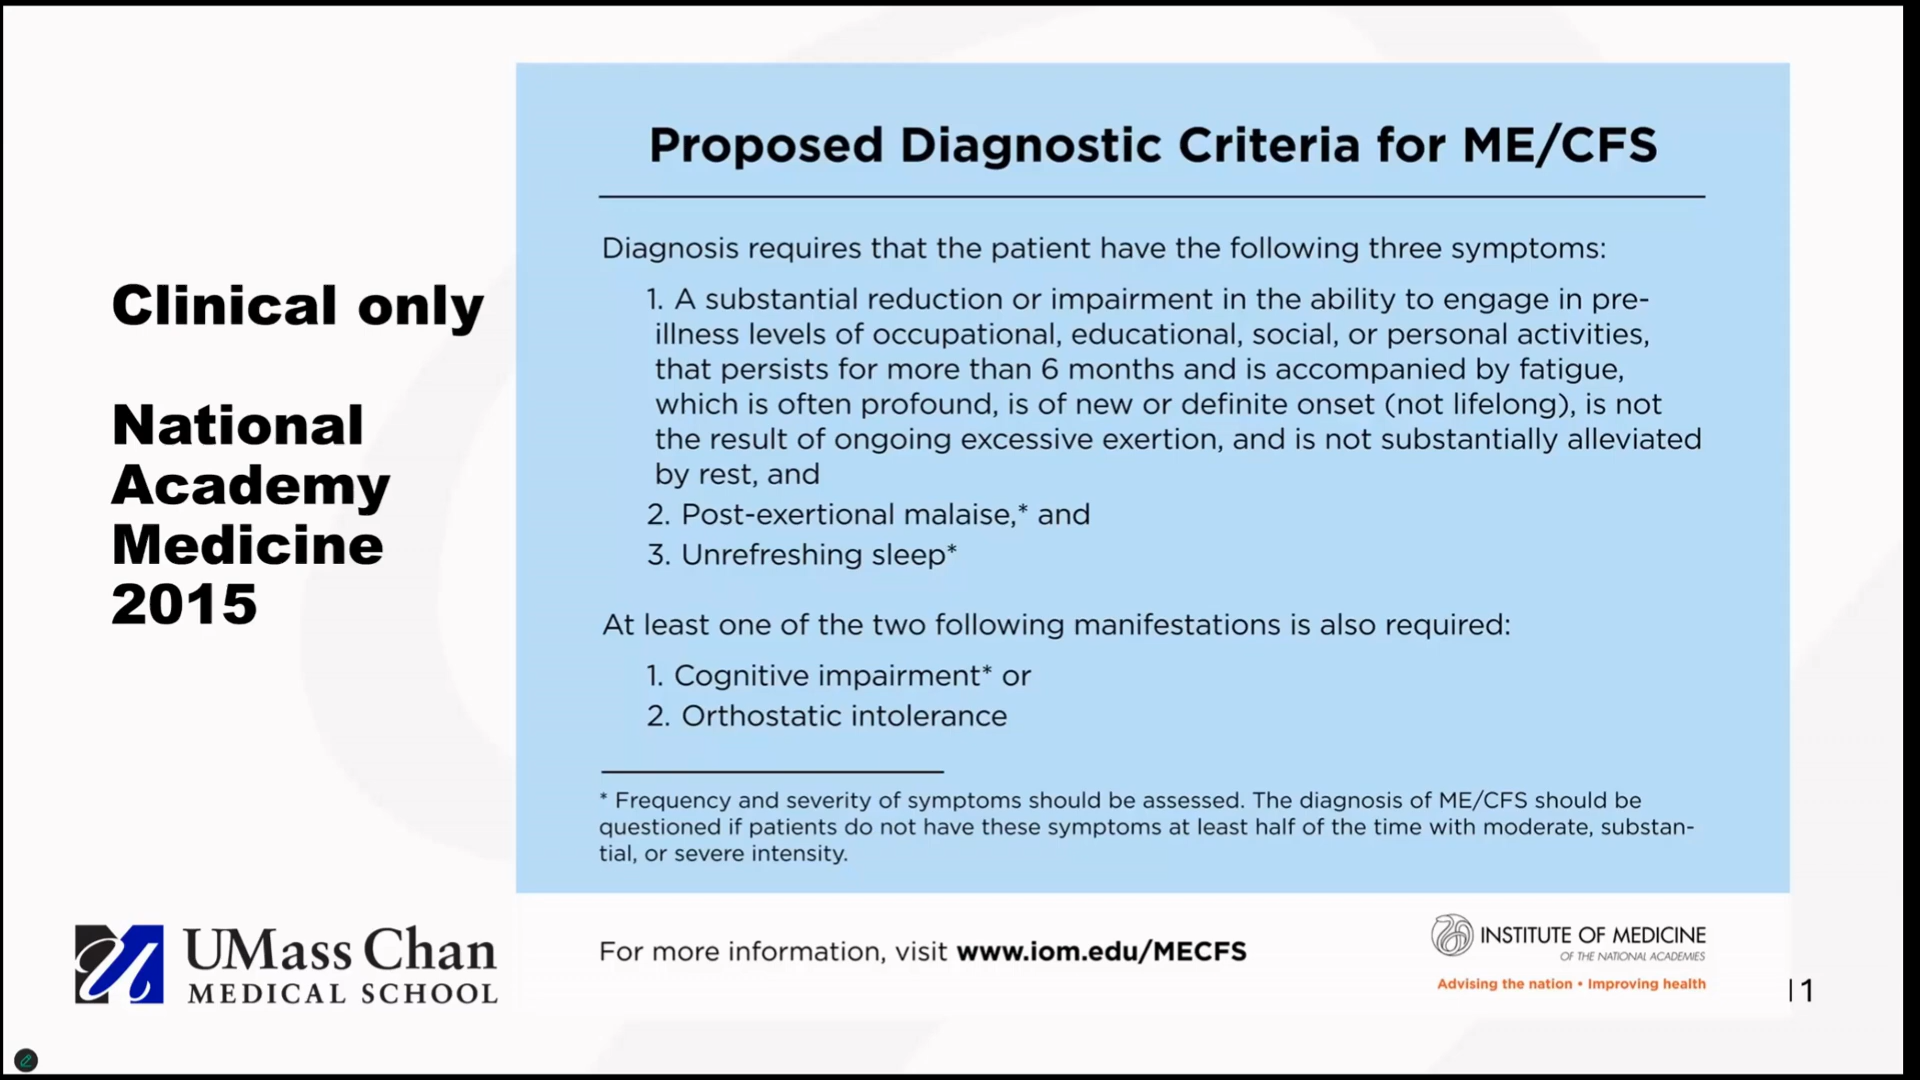 Clinical only
National
Academy
Medicine
2015
Proposed Diagnostic Criteria for ME/CFS
Diagnosis requires that the patient have the following three symptoms:
1. A substantial reduction or impairment in the ability to engage in pre-
illness levels of occupational, educational, social, or personal activities,
that persists for more than 6 months and is accompanied by fatigue,
which is often profound, is of new or definite onset (not lifelong), is not
the result of ongoing excessive exertion, and is not substantially alleviated
by rest, and
2. Post-exertional malaise,* and
3. Unrefreshing sleep*
At least one of the two following manifestations is also required:
1. Cognitive impairment* or
2. Orthostatic intolerance
* Frequency and severity of symptoms should be assessed. The diagnosis of ME/CFS should be
questioned if patients do not have these symptoms at least half of the time with moderate, substan-
tial, or severe intensity.
UMass Chan
MEDICAL SCHOOL
For more information, visit www.iom.edu/MECFS
INSTITUTE OF MEDICINE
OF THE NATIONAL ACADEMIES
Advising the nation • Improving health
11